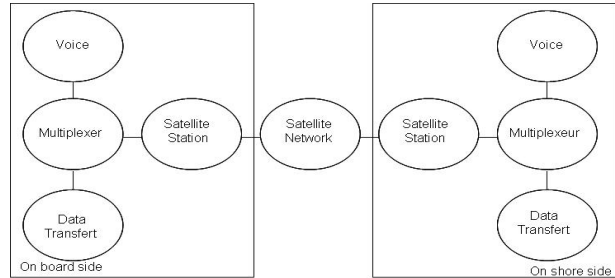 Voice
Multiplexer
Satellite
Station
Data
Transfert
On board side
Satellite
Network
Voice
Satellite
Station
Multiplexeur
Data
Transfert
On shore side